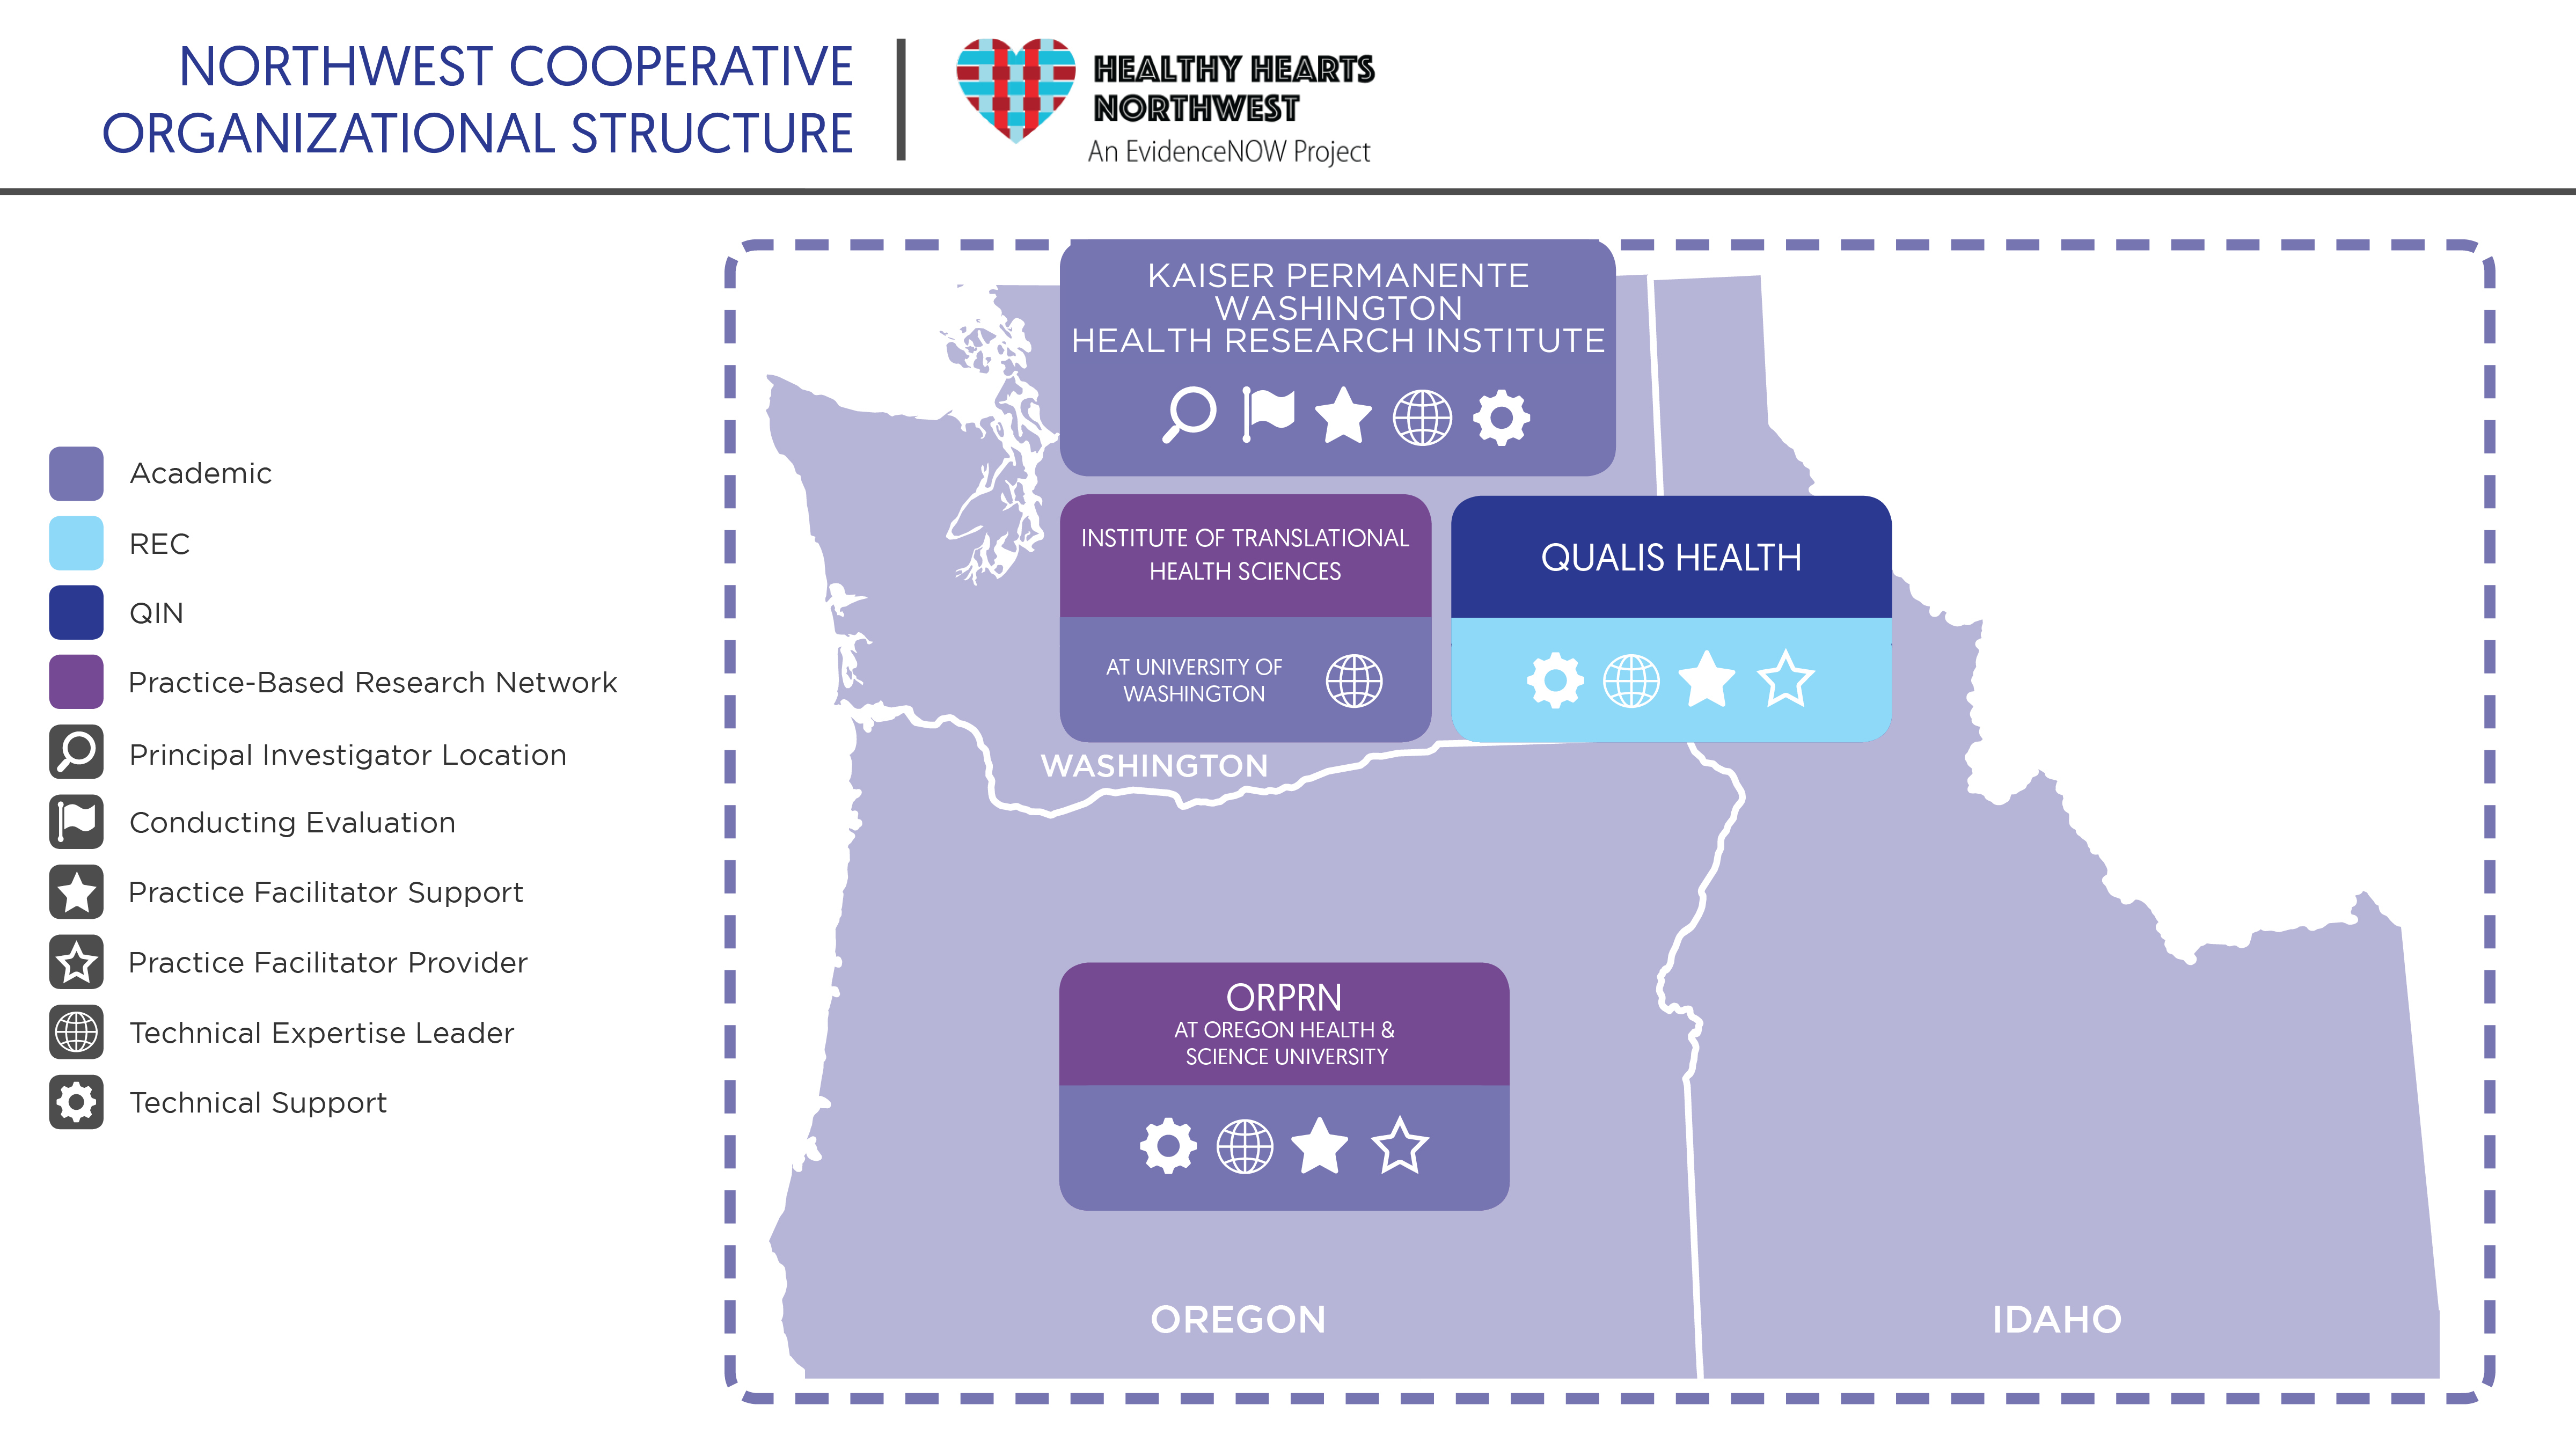 NORTHWEST COOPERATIVE
ORGANIZATIONAL STRUCTURE
HEALTHY HEARTS
NORTHWEST
An EvidenceNOW Project
Academic
REC
QIN
Practice-Based Research Network
Principal Investigator Location
Conducting Evaluation
Practice Facilitator Support
Practice Facilitator Provider
Technical Expertise Leader
Technical Support
KAISER PERMANENTE
WASHINGTON
HEALTH RESEARCH INSTITUTE
INSTITUTE OF TRANSLATIONAL
HEALTH SCIENCES
AT UNIVERSITY OF
WASHINGTON
QUALIS HEALTH
WASHINGTON
ORPRN
AT OREGON HEALTH &
SCIENCE UNIVERSITY
OREGON
IDAHO